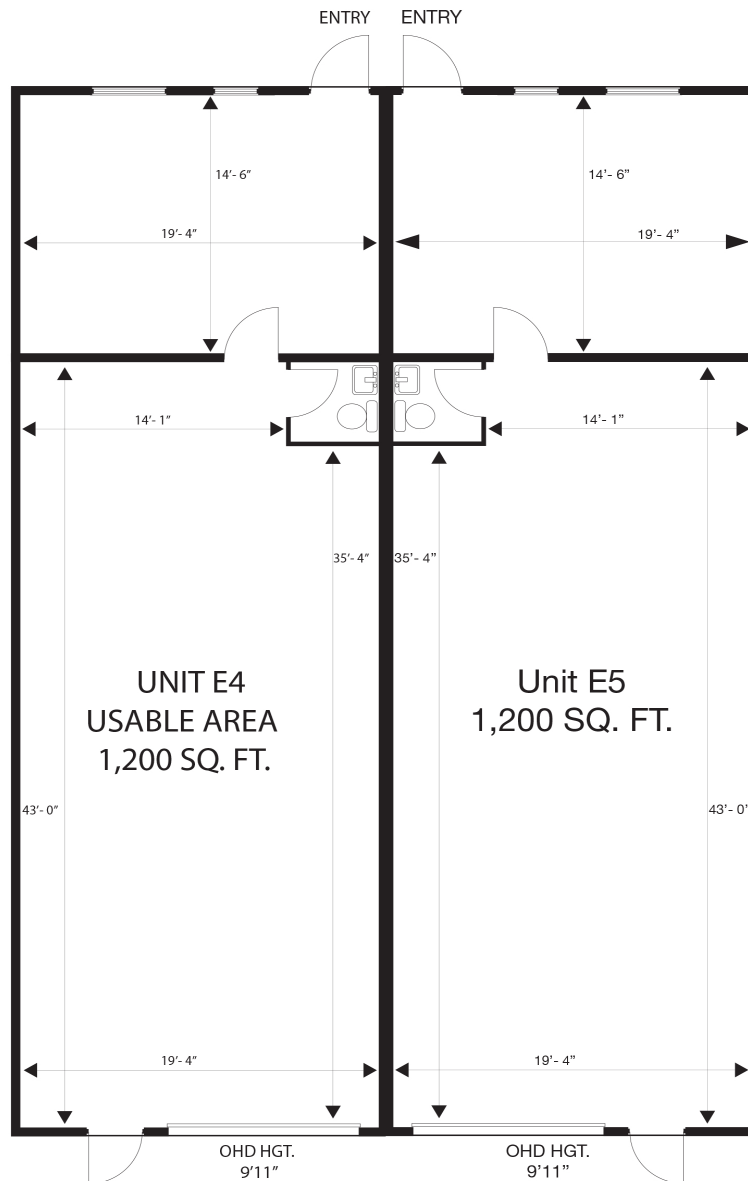 ENTRY ENTRY
14'- 6" 14'- 6"
19'- 4" 19'- 4"
14'- 1" 14'- 1"
35'- 4" 35'- 4"
UNIT E4
USABLE AREA
1,200 SQ. FT.
Unit E5
1,200 SQ. FT.
43'- 0" 43'- 0"
19'- 4" 19'- 4"
OHD HGT.
9'11"
OHD HGT.
9'11"